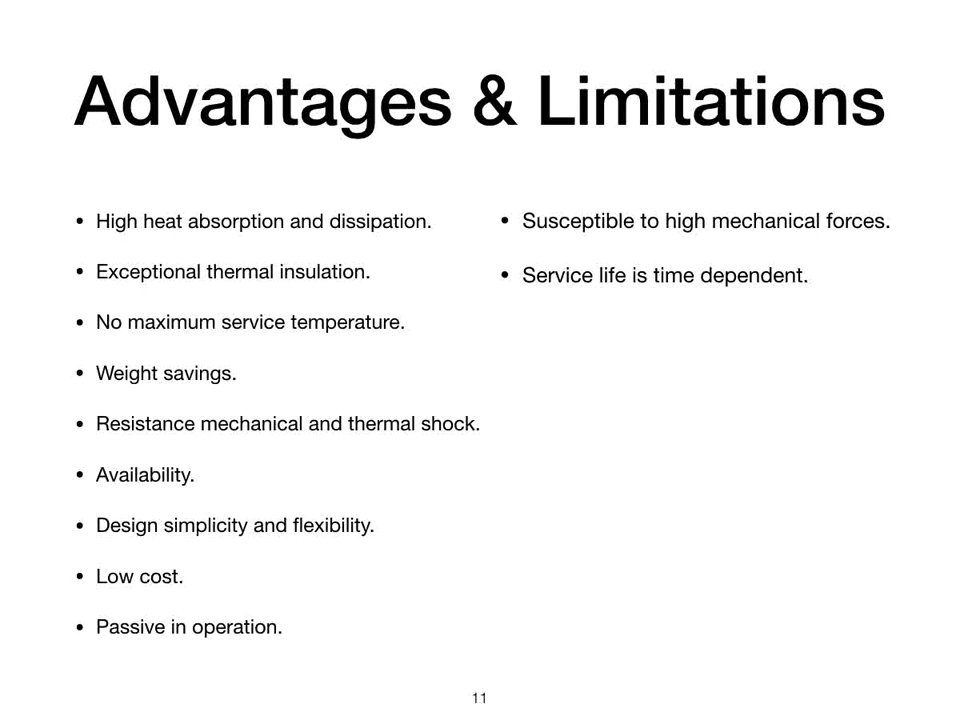 Advantages & Limitations
• High heat absorption and dissipation.
• Exceptional thermal insulation.
• No maximum service temperature.
• Weight savings.
• Resistance mechanical and thermal shock.
• Availability.
• Design simplicity and flexibility.
• Low cost.
• Passive in operation.
• Susceptible to high mechanical forces.
• Service life is time dependent.
11